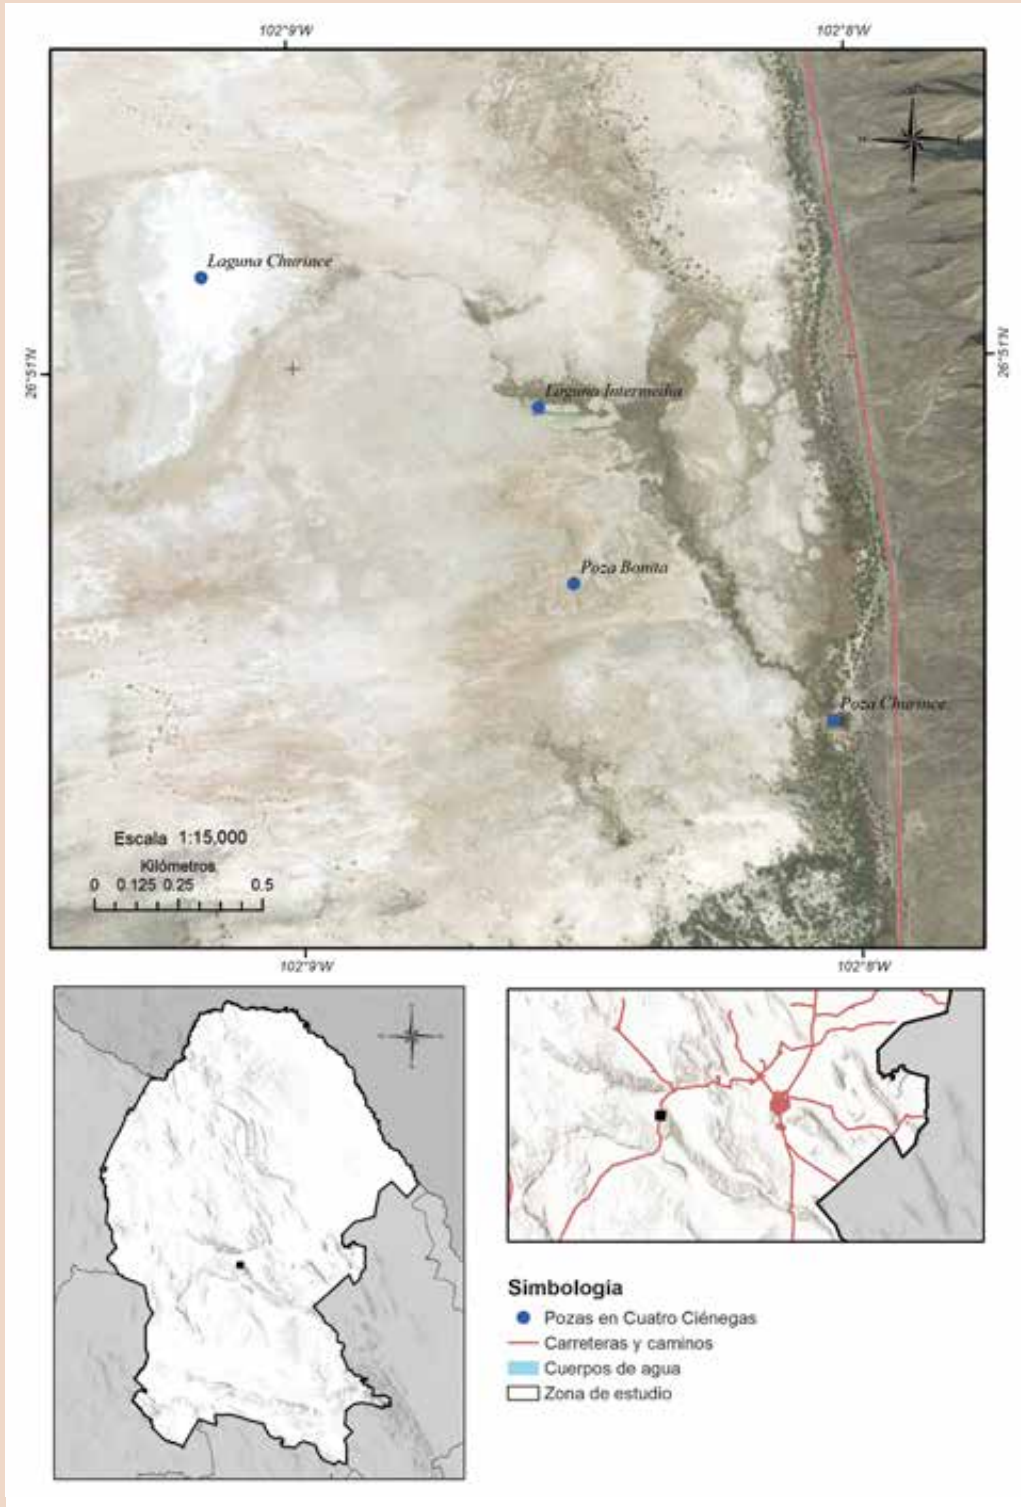 102°9'W 102°8'W
Laguna Churince
26°51'N 26°51'N
Laguna Intermedia
Poza Bonita
Poza Churince
Escala 1:15,000
Kilómetros
0 0.125 0.25 0.5
102°9'W 102°8'W
Simbología
Pozas en Cuatro Ciénegas
Carreteras y caminos
Cuerpos de agua
Zona de estudio